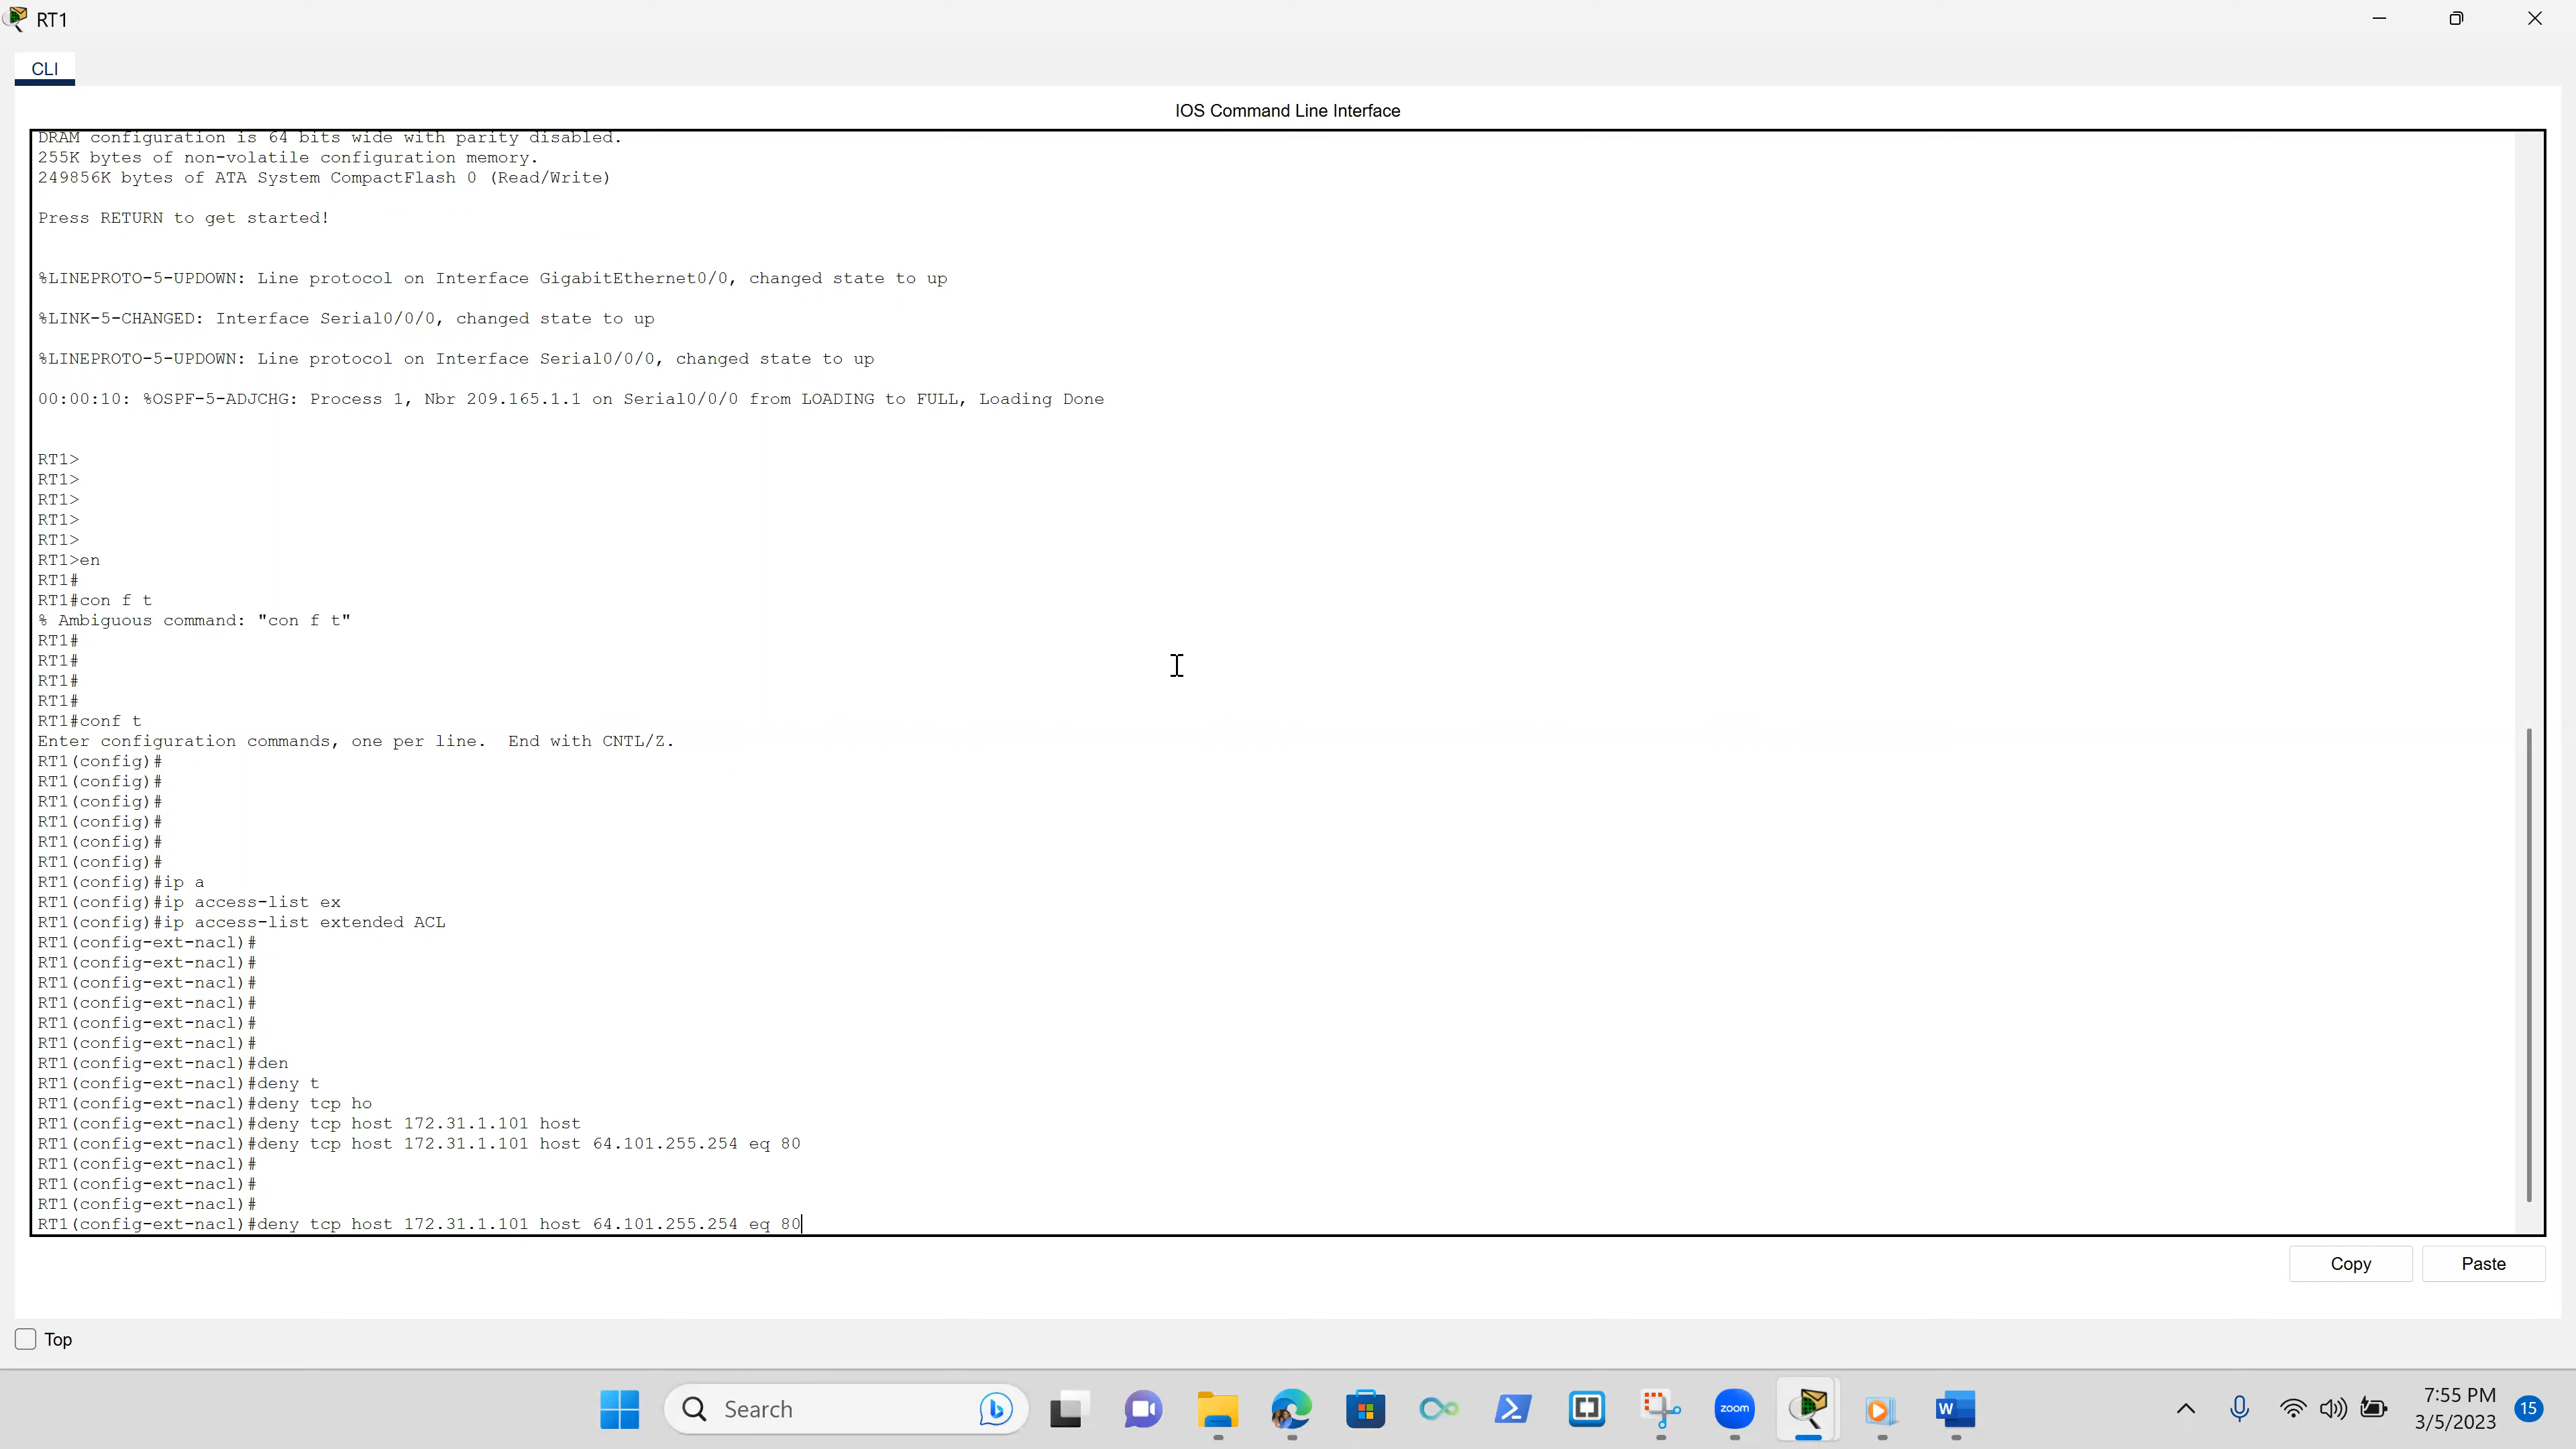 RT1
CLI
IOS Command Line Interface
DRAM configuration is 64 bits wide with parity disabled.
255K bytes of non-volatile configuration memory.
249856K bytes of ATA System CompactFlash 0 (Read/Write)
Press RETURN to get started!
%LINEPROTO-5-UPDOWN: Line protocol on Interface GigabitEthernet0/0, changed state to up
%LINK-5-CHANGED: Interface Serial0/0/0, changed state to up
%LINEPROTO-5-UPDOWN: Line protocol on Interface Serial0/0/0, changed state to up
00:00:10: %OSPF-5-ADJCHG: Process 1, Nbr 209.165.1.1 on Serial0/0/0 from LOADING to FULL, Loading Done
RT1>
RT1>
RT1>
RT1>
RT1>
RT1>en
RT1#
RT1#con f t
% Ambiguous command: "con f t"
RT1#
RT1#
RT1#
RT1#
RT1#conf t
Enter configuration commands, one per line.  End with CNTL/Z.
RT1(config)#
RT1(config)#
RT1(config)#
RT1(config)#
RT1(config)#
RT1(config)#
RT1(config)#ip a
RT1(config)#ip access-list ex
RT1(config)#ip access-list extended ACL
RT1(config-ext-nacl)#
RT1(config-ext-nacl)#
RT1(config-ext-nacl)#
RT1(config-ext-nacl)#
RT1(config-ext-nacl)#
RT1(config-ext-nacl)#
RT1(config-ext-nacl)#den
RT1(config-ext-nacl)#deny t
RT1(config-ext-nacl)#deny tcp ho
RT1(config-ext-nacl)#deny tcp host 172.31.1.101 host
RT1(config-ext-nacl)#deny tcp host 172.31.1.101 host 64.101.255.254 eq 80
RT1(config-ext-nacl)#
RT1(config-ext-nacl)#
RT1(config-ext-nacl)#
RT1(config-ext-nacl)#deny tcp host 172.31.1.101 host 64.101.255.254 eq 80
Copy
Paste
Top
Search
zoom
W
7:55 PM
3/5/2023
15